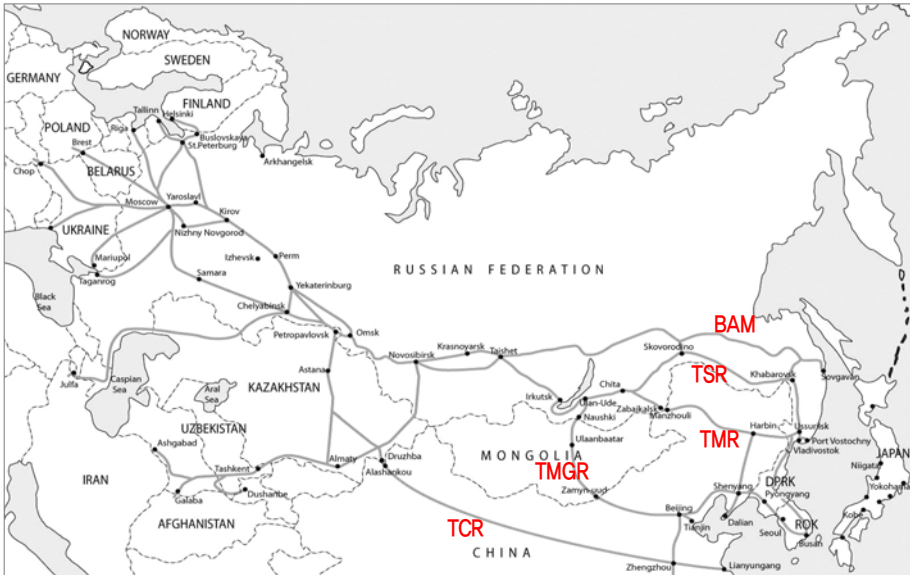 NORWAY
SWEDEN
GERMANY
FINLAND
Tallinn
Helsinki
POLAND
Riga
Buslovskaya
St.Peterburg
Brest
Arkhangelsk
Chop
BELARUS
Moscow
Yaroslavl
Kirov
UKRAINE
Nizhny Novgorod
Mariupol
Izhevsk
Perm
RUSSIAN FEDERATION
Taganrog
Samara
Yekaterinburg
Black
Sea
Chelyabinsk
BAM
Petropavlovsk
Omsk
Krasnoyarsk
Taishet
Skovorodino
Novosibirsk
TSR
Khabarovsk
Sovgavan
Julfa
Caspian
Sea
Astana
KAZAKHSTAN
Aral
Sea
Irkutsk
Chita
Ulan-Ude
Zabaikalsk
Manzhouli
Naushki
UZBEKISTAN
Harbin
Ussuriisk
Ashgabad
Ulaanbaatar
TMR
Port Vostochny
Vladivostok
MONGOLIA
Druzhba
JAPAN
Almaty
Alashankou
Niigata
IRAN
Tashkent
TMGR
Shenyang
DPRK
Zamyn-uud
Yokohama
Galaba
Dushanbe
Pyongyang
Beijing
AFGHANISTAN
TCR
Tianjin
Dalian
Seoul
ROK
Kobe
Busan
CHINA
Zhengzhou
Lianyungang